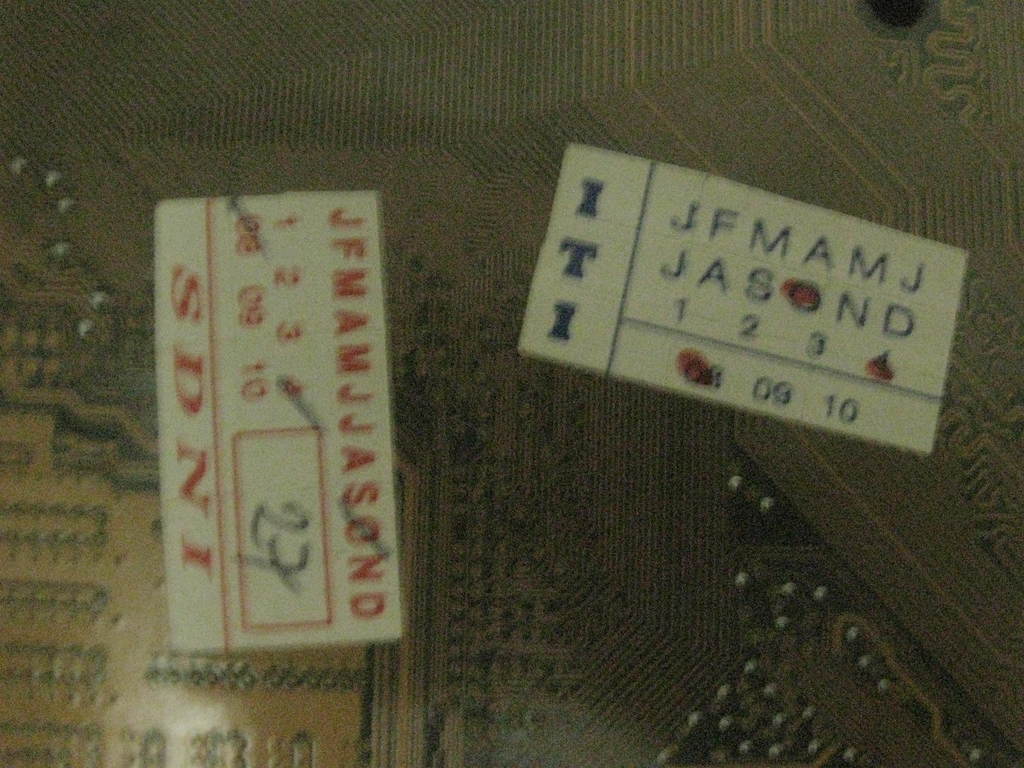 JFMAMJJASOND
1 2 3 4
08 09 10
27
SDNI
ITI
JFMAMJ
JASOND
1 2 3 4
08 09 10